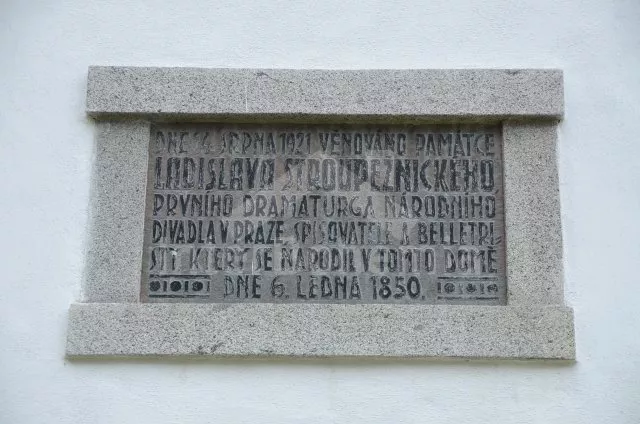 DNE 14. SRPNA 1921 VĚNOVÁNO PAMÁTCE
LADISLAVA STROUPEŽNICKÉHO
PRVNÍHO DRAMATURGA NÁRODNÍHO
DIVADLA V PRAZE, SPISOVATELE A BELLETRI-
STY KTERÝ SE NARODIL V TOMTO DOMĚ
DNE 6. LEDNA 1850.